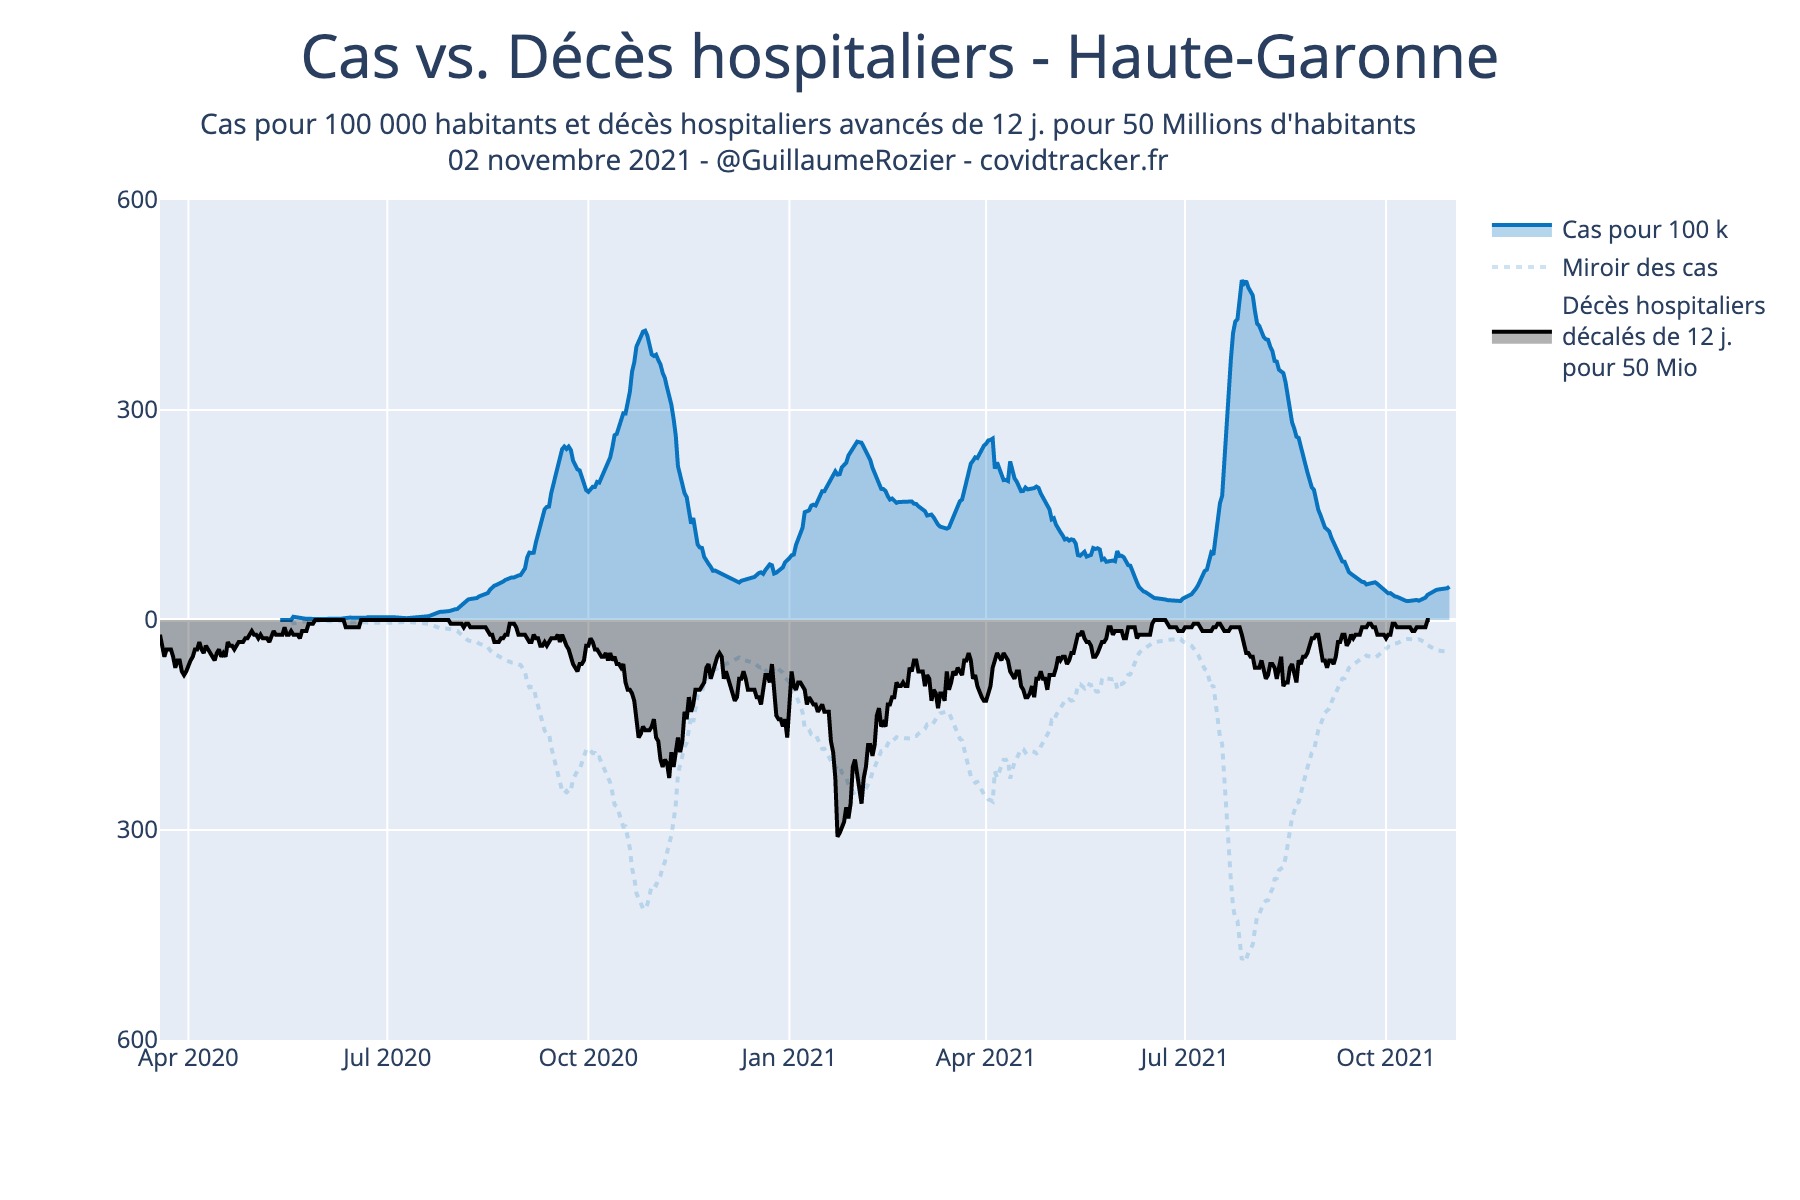 Cas vs. Décès hospitaliers - Haute-Garonne
Cas pour 100 000 habitants et décès hospitaliers avancés de 12 j. pour 50 Millions d'habitants
02 novembre 2021 - @GuillaumeRozier - covidtracker.fr
600
300
0
300
600
Apr 2020
Jul 2020
Oct 2020
Jan 2021
Apr 2021
Jul 2021
Oct 2021
Cas pour 100 k
Miroir des cas
Décès hospitaliers
décalés de 12 j.
pour 50 Mio